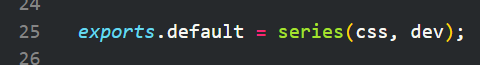 24
25 exports.default = series(css, dev);
26